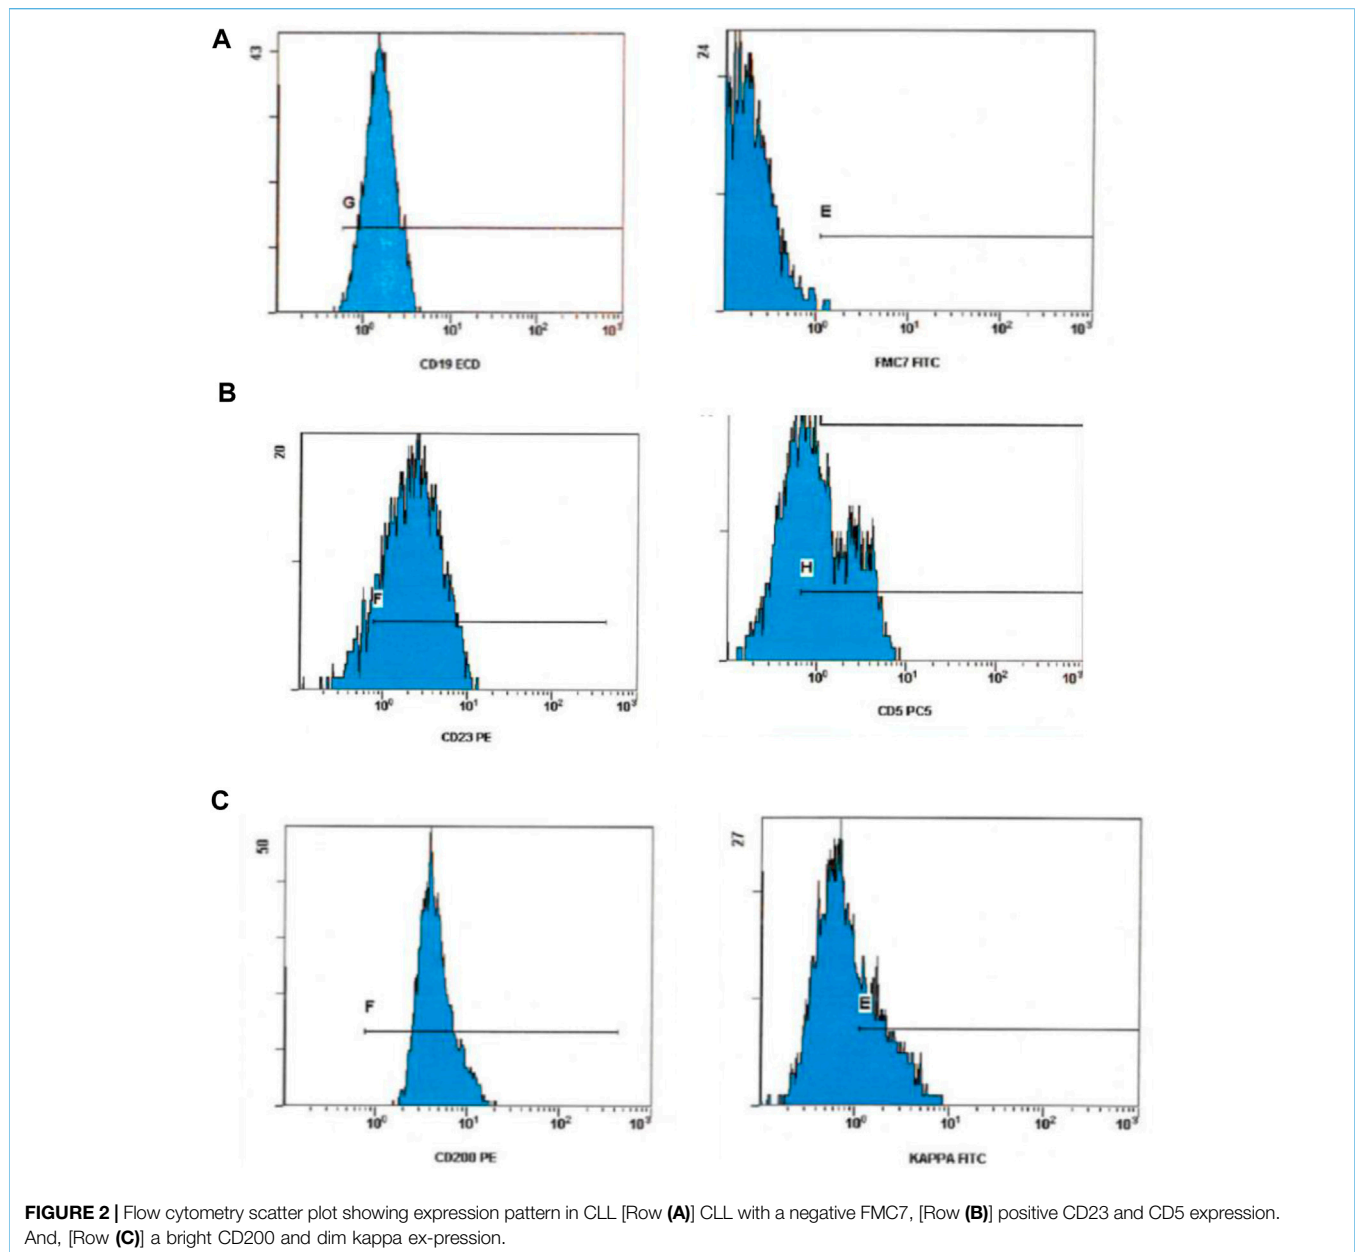 A
43
G
10⁰ 10¹ 10² 10³
CD19 ECD
24
E
10⁰ 10¹ 10² 10³
FMC7 FITC
B
20
F
10⁰ 10¹ 10² 10³
CD23 PE
H
10⁰ 10¹ 10² 10³
CD5 PC5
C
50
F
10⁰ 10¹ 10² 10³
CD200 PE
27
E
10⁰ 10¹ 10² 10³
KAPPA FITC
FIGURE 2 | Flow cytometry scatter plot showing expression pattern in CLL [Row (A)] CLL with a negative FMC7, [Row (B)] positive CD23 and CD5 expression.
And, [Row (C)] a bright CD200 and dim kappa ex-pression.